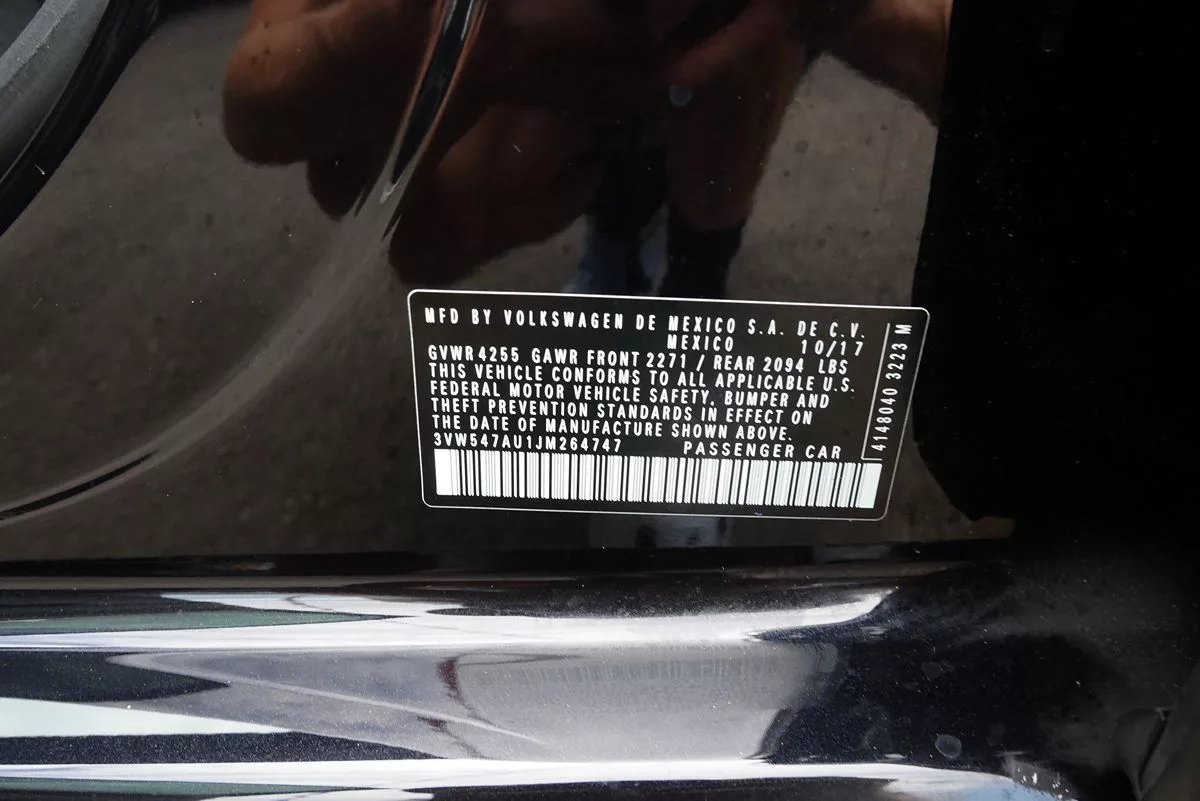 MFD BY VOLKSWAGEN DE MEXICO S.A. DE C.V.
MEXICO 10/17
GVWR 4255 GAWR FRONT 2271 / REAR 2094 LBS
THIS VEHICLE CONFORMS TO ALL APPLICABLE U.S.
FEDERAL MOTOR VEHICLE SAFETY, BUMPER AND
THEFT PREVENTION STANDARDS IN EFFECT ON
THE DATE OF MANUFACTURE SHOWN ABOVE.
3VW547AU1JM264747 PASSENGER CAR
4148040 3223 M